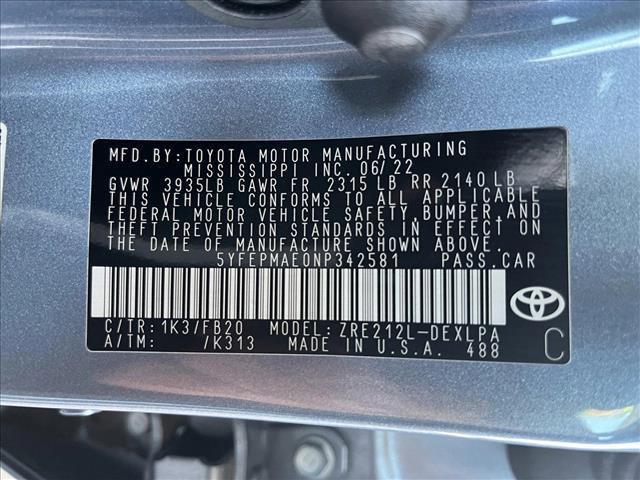 MFD.BY:TOYOTA MOTOR MANUFACTURING
MISSISSIPPI INC. 06/22
GVWR 3935LB GAWR FR 2315 LB RR 2140 LB
THIS VEHICLE CONFORMS TO ALL APPLICABLE
FEDERAL MOTOR VEHICLE SAFETY,BUMPER,AND
THEFT PREVENTION STANDARDS IN EFFECT ON
THE DATE OF MANUFACTURE SHOWN ABOVE.
5YFEPMAE0NP342581 PASS.CAR
C/TR:1K3/FB20 MODEL:ZRE212L-DEXLPA
A/TM: /K313 MADE IN U.S.A. 488
C